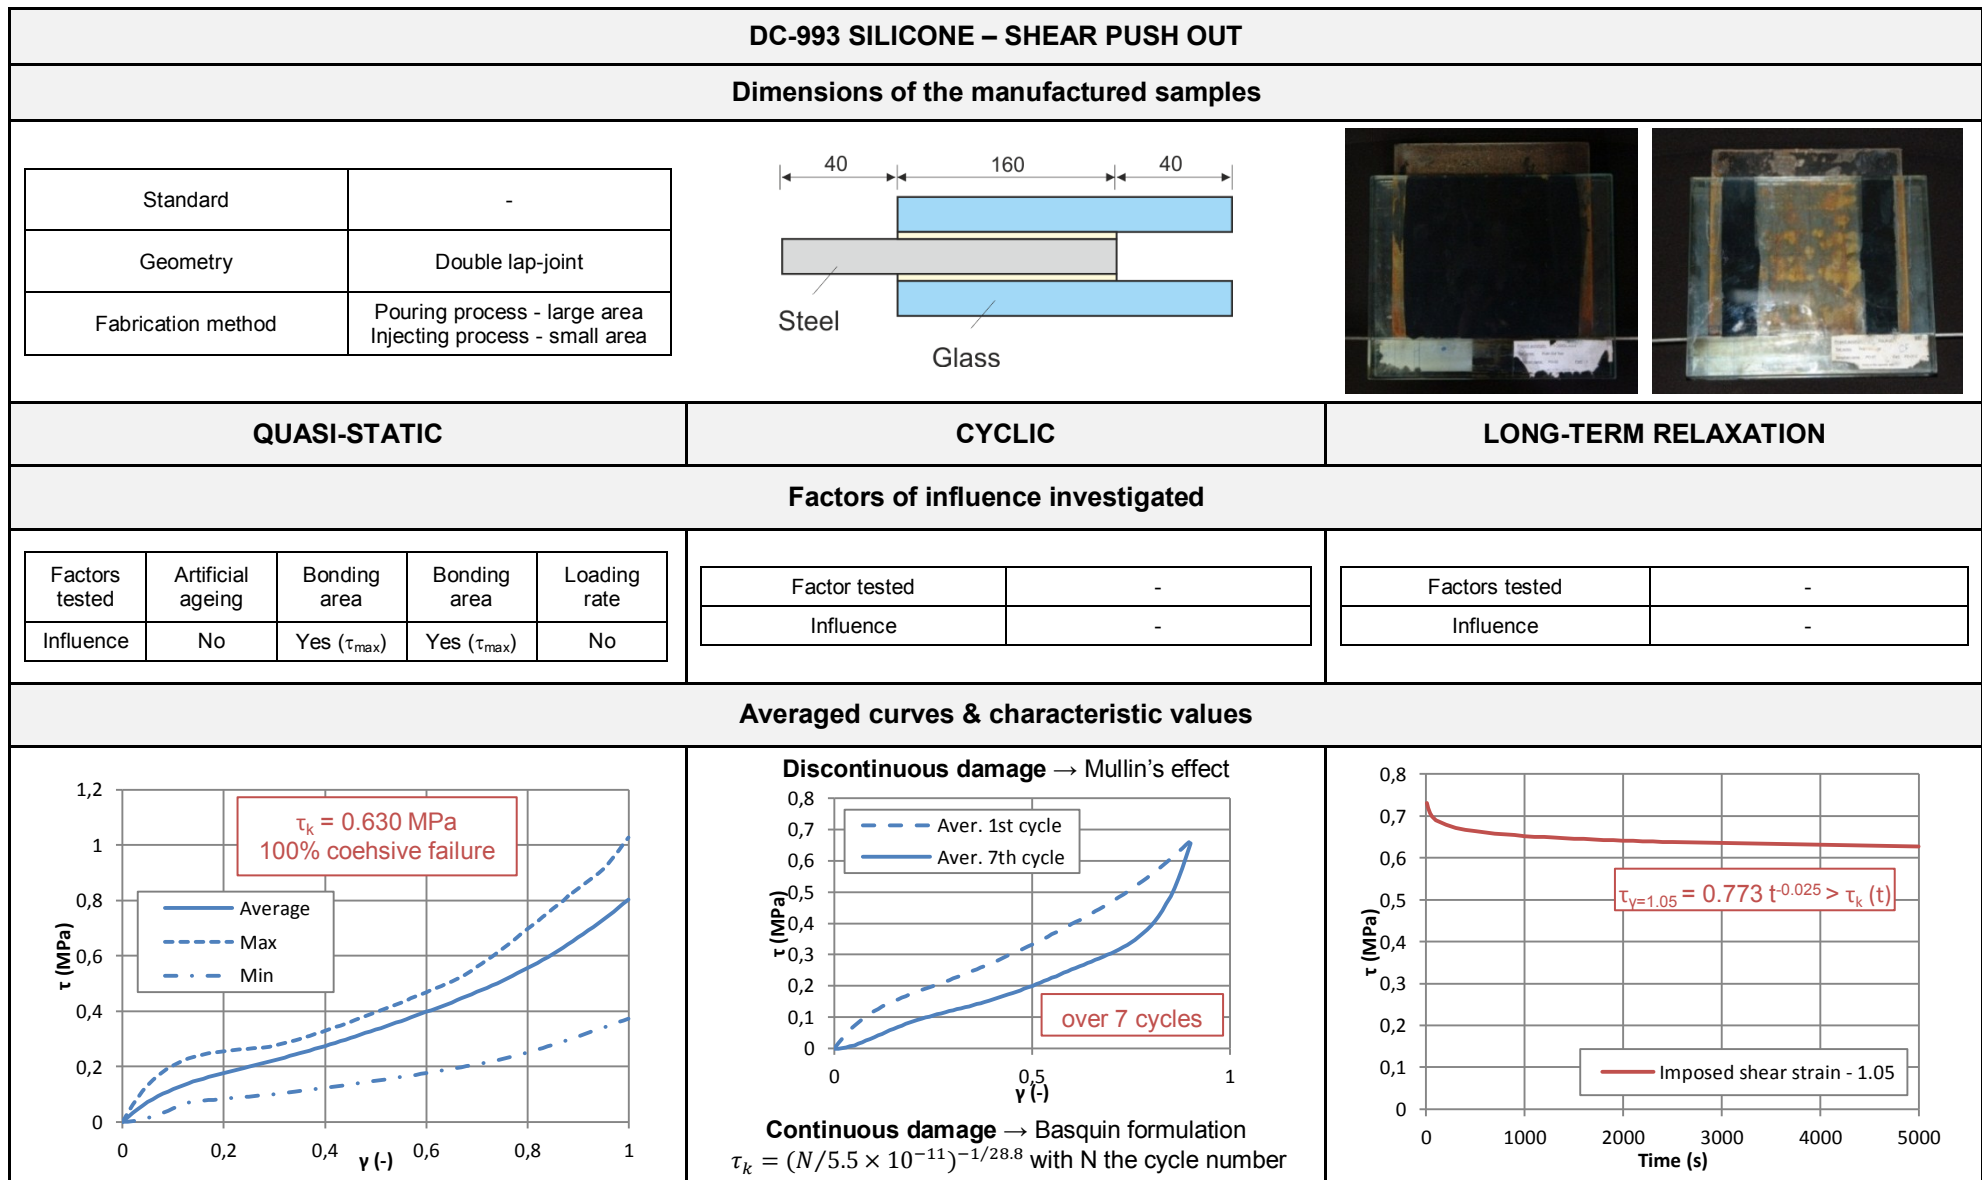 DC-993 SILICONE – SHEAR PUSH OUT
Dimensions of the manufactured samples
Standard -
Geometry Double lap-joint
Fabrication method Pouring process - large area
Injecting process - small area
40 160 40
Steel
Glass
QUASI-STATIC CYCLIC LONG-TERM RELAXATION
Factors of influence investigated
Factors tested Artificial ageing Bonding area Bonding area Loading rate
Influence No Yes (τmax) Yes (τmax) No
Factor tested -
Influence -
Factors tested -
Influence -
Averaged curves & characteristic values
1,2
1
0,8
0,6
0,4
0,2
0
τ (MPa)
τk = 0.630 MPa
100% coehsive failure
Average
Max
Min
0 0,2 0,4 0,6 0,8 1
γ (-)
Discontinuous damage → Mullin's effect
0,8
0,7
0,6
0,5
0,4
0,3
0,2
0,1
0
τ (MPa)
Aver. 1st cycle
Aver. 7th cycle
over 7 cycles
0 0,5 1
γ (-)
Continuous damage → Basquin formulation
τk = (N/5.5 × 10⁻¹¹)^−1/28.8 with N the cycle number
0,8
0,7
0,6
0,5
0,4
0,3
0,2
0,1
0
τ (MPa)
τγ=1.05 = 0.773 t^-0.025 > τk (t)
Imposed shear strain - 1.05
0 1000 2000 3000 4000 5000
Time (s)